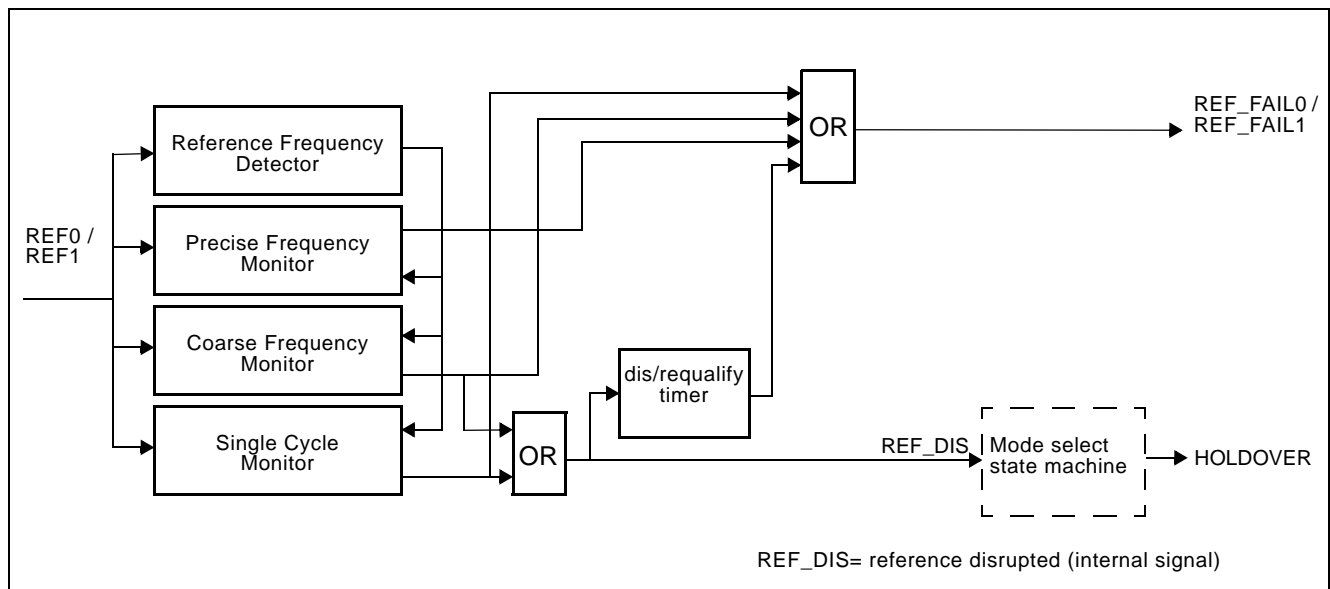 Reference Frequency
Detector
OR
REF_FAIL0 /
REF_FAIL1
REF0 /
REF1
Precise Frequency
Monitor
Coarse Frequency
Monitor
dis/requalify
timer
Single Cycle
Monitor
OR
REF_DIS
Mode select
state machine
HOLDOVER
REF_DIS= reference disrupted (internal signal)